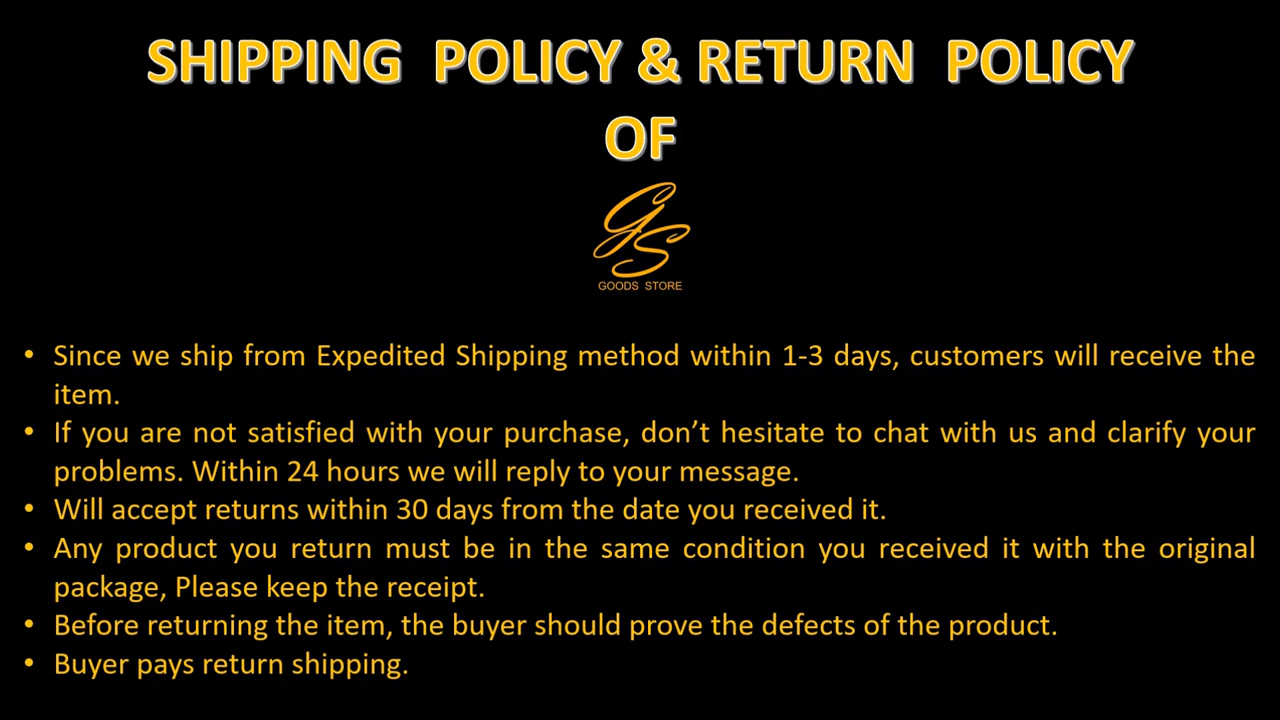 SHIPPING POLICY & RETURN POLICY
OF
GS
GOODS STORE
• Since we ship from Expedited Shipping method within 1-3 days, customers will receive the
item.
• If you are not satisfied with your purchase, don’t hesitate to chat with us and clarify your
problems. Within 24 hours we will reply to your message.
• Will accept returns within 30 days from the date you received it.
• Any product you return must be in the same condition you received it with the original
package, Please keep the receipt.
• Before returning the item, the buyer should prove the defects of the product.
• Buyer pays return shipping.